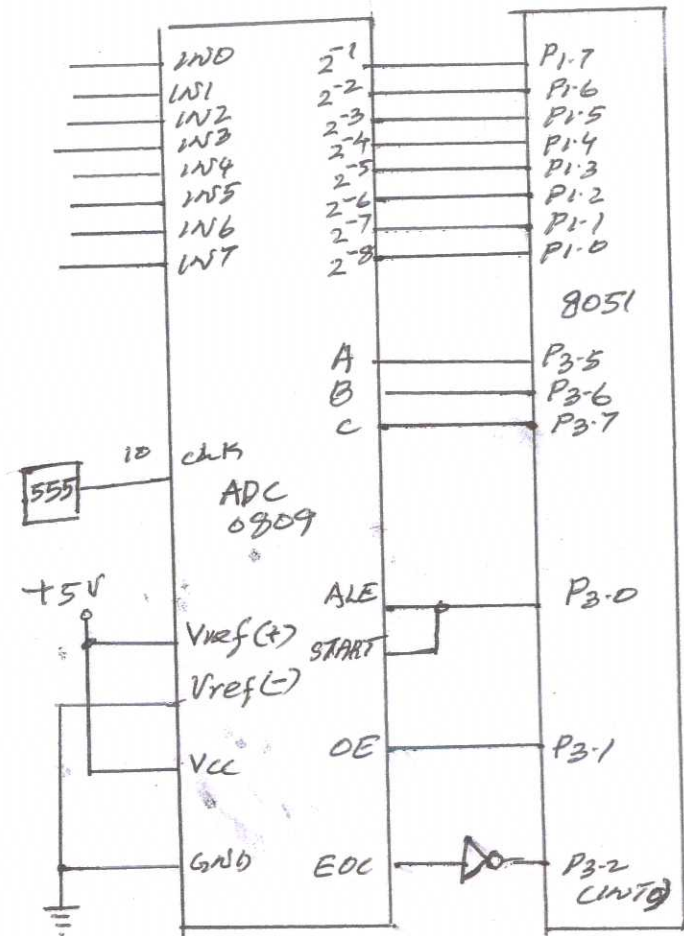 IN0 2^-1 P1.7
IN1 2^-2 P1.6
IN2 2^-3 P1.5
IN3 2^-4 P1.4
IN4 2^-5 P1.3
IN5 2^-6 P1.2
IN6 2^-7 P1.1
IN7 2^-8 P1.0
8051
A P3.5
B P3.6
C P3.7
555 10 clk
ADC
0809
+5V
ALE P3.0
Vref(+) START
Vref(-)
OE P3.1
Vcc
GND EOC P3.2
(INT0)